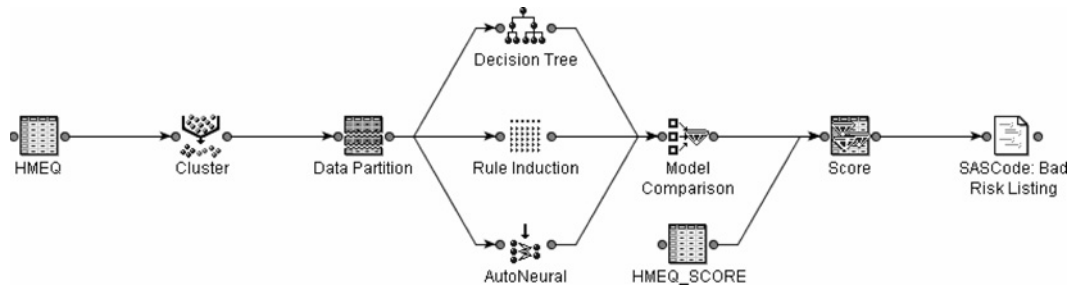 Decision Tree
HMEQ
Cluster
Data Partition
Rule Induction
Model
Comparison
Score
SASCode: Bad
Risk Listing
AutoNeural
HMEQ_SCORE